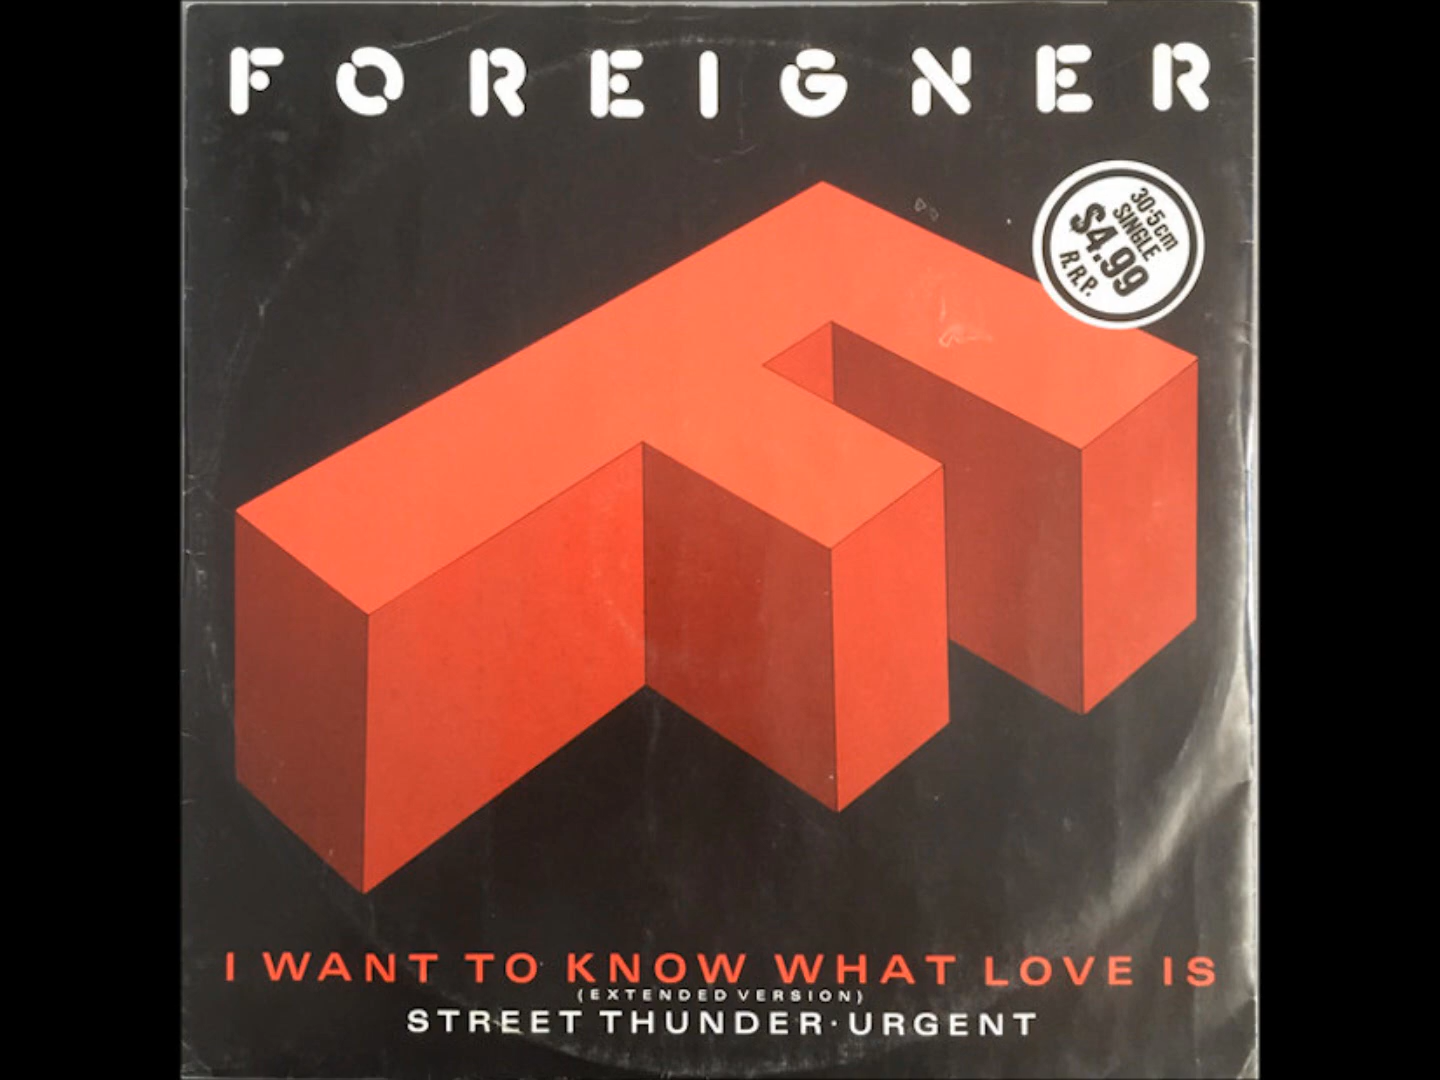 FOREIGNER
30·5cm
SINGLE
$4.99
R.R.P.
I WANT TO KNOW WHAT LOVE IS
(EXTENDED VERSION)
STREET THUNDER·URGENT